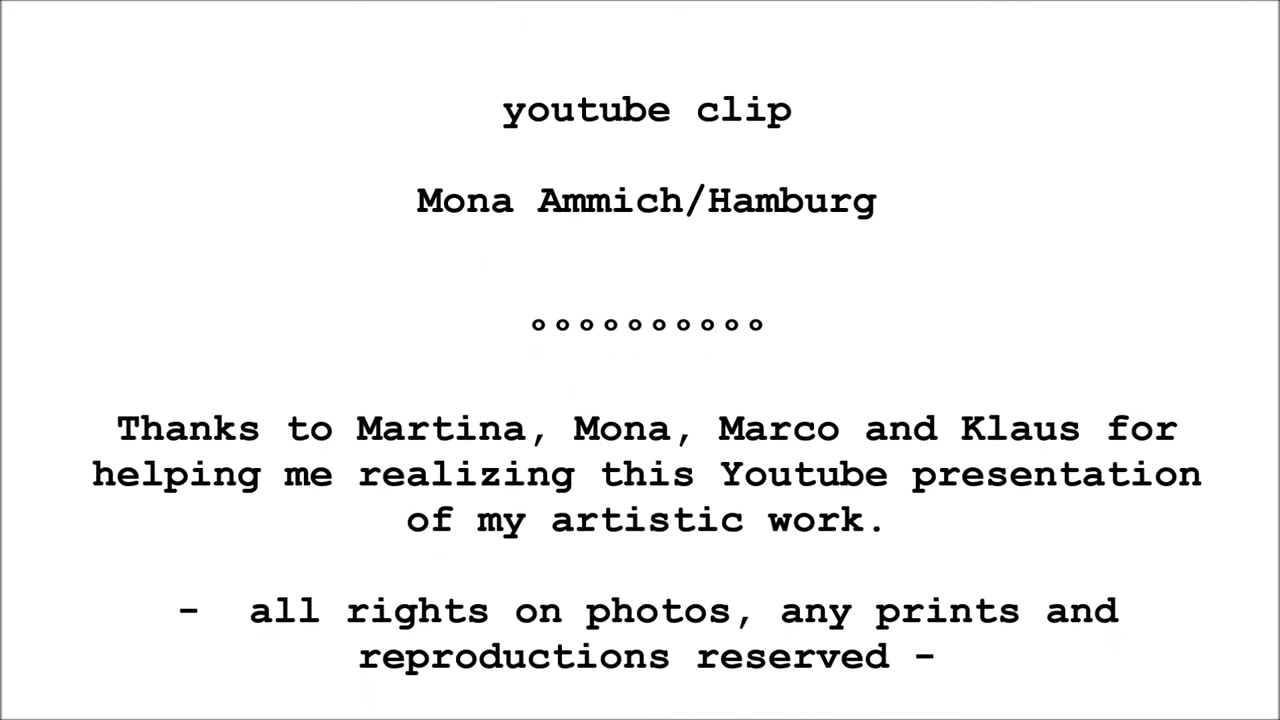 youtube clip
Mona Ammich/Hamburg
°°°°°°°°°°
Thanks to Martina, Mona, Marco and Klaus for
helping me realizing this Youtube presentation
of my artistic work.
-  all rights on photos, any prints and
reproductions reserved -